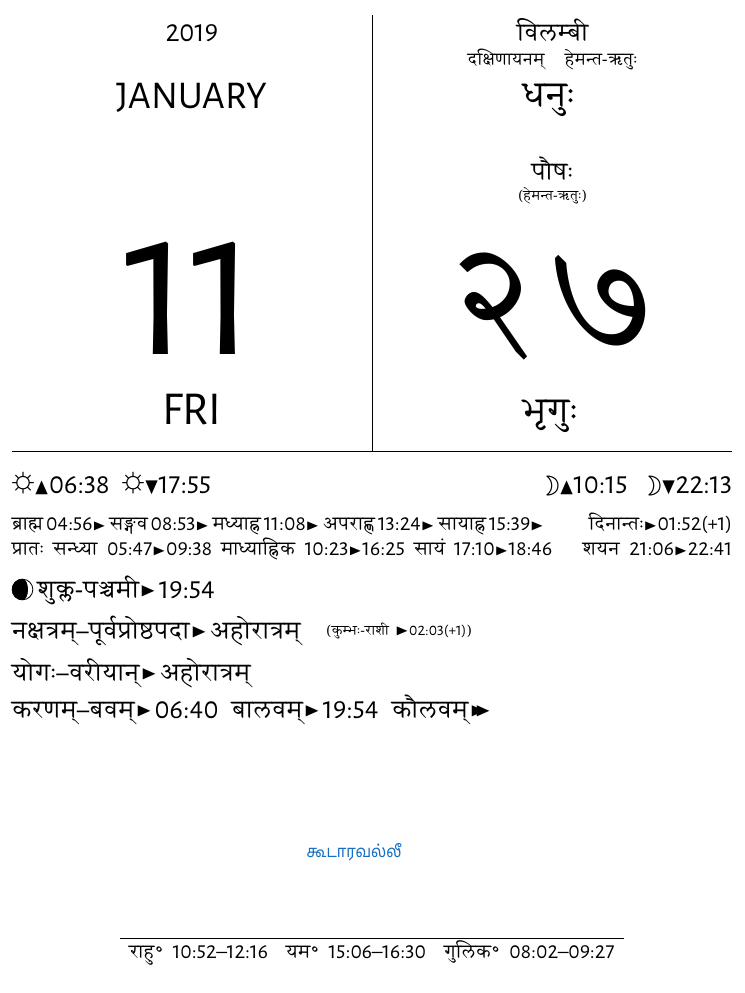 2019
JANUARY
11
FRI
विलम्बी
दक्षिणायनम् हेमन्त-ऋतुः
धनुः
पौषः
(हेमन्त-ऋतुः)
२७
भृगुः
☼▲06:38 ☼▼17:55 ☽▲10:15 ☽▼22:13
ब्राह्म 04:56► सङ्गव 08:53► मध्याह्न 11:08► अपराह्ण 13:24► सायाह्न 15:39► दिनान्तः►01:52(+1)
प्रातः सन्ध्या 05:47►09:38 माध्याह्निक 10:23►16:25 सायं 17:10►18:46 शयन 21:06►22:41
शुक्ल-पञ्चमी►19:54
नक्षत्रम्–पूर्वप्रोष्ठपदा► अहोरात्रम् (कुम्भः-राशी ►02:03(+1))
योगः–वरीयान्► अहोरात्रम्
करणम्–बवम्►06:40 बालवम्►19:54 कौलवम्►
கூடாரவல்லீ
राहु° 10:52–12:16 यम° 15:06–16:30 गुलिक° 08:02–09:27